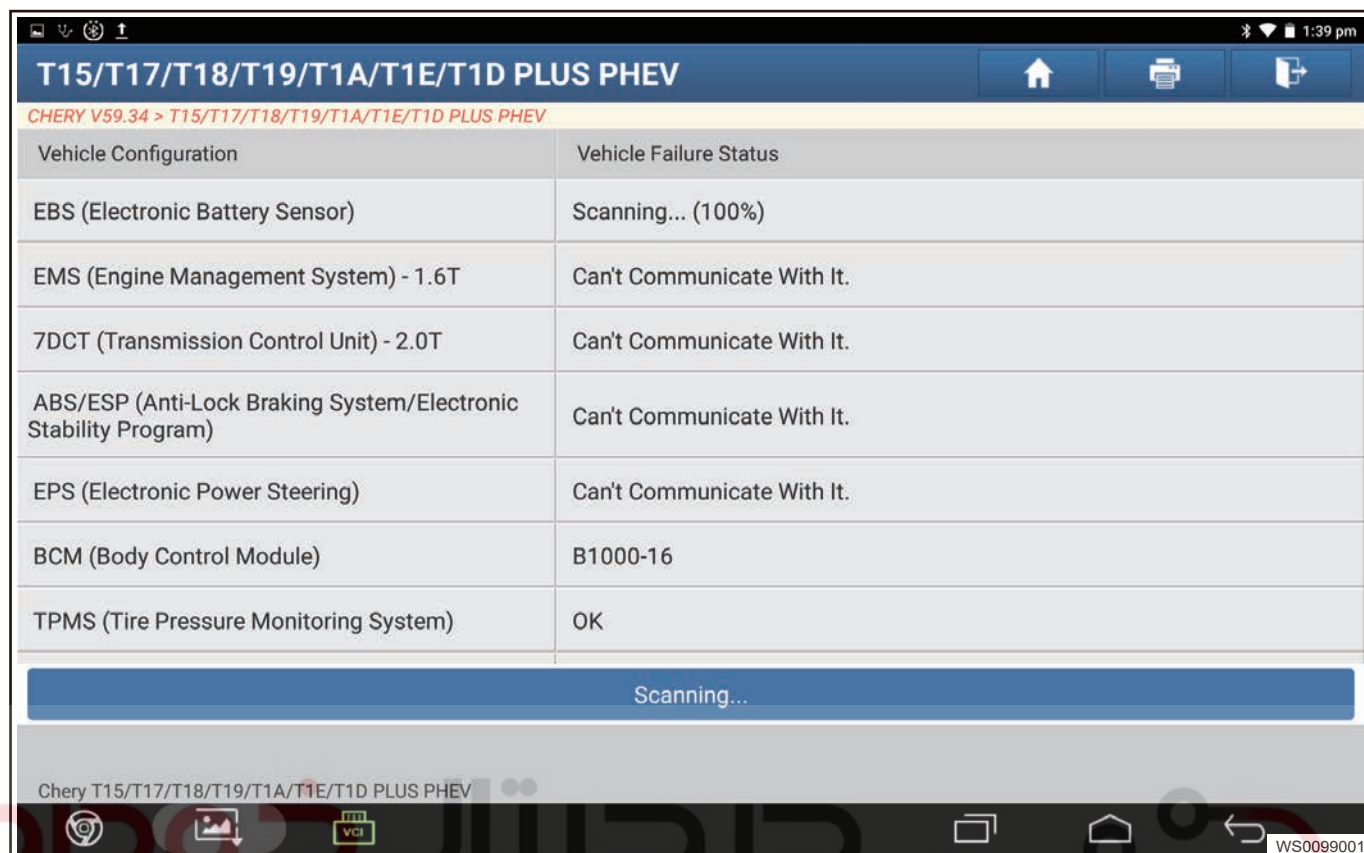 1:39 pm
T15/T17/T18/T19/T1A/T1E/T1D PLUS PHEV
CHERY V59.34 > T15/T17/T18/T19/T1A/T1E/T1D PLUS PHEV
Vehicle Configuration Vehicle Failure Status
EBS (Electronic Battery Sensor) Scanning... (100%)
EMS (Engine Management System) - 1.6T Can't Communicate With It.
7DCT (Transmission Control Unit) - 2.0T Can't Communicate With It.
ABS/ESP (Anti-Lock Braking System/Electronic
Stability Program) Can't Communicate With It.
EPS (Electronic Power Steering) Can't Communicate With It.
BCM (Body Control Module) B1000-16
TPMS (Tire Pressure Monitoring System) OK
Scanning...
Chery T15/T17/T18/T19/T1A/T1E/T1D PLUS PHEV
VCI
WS0099001